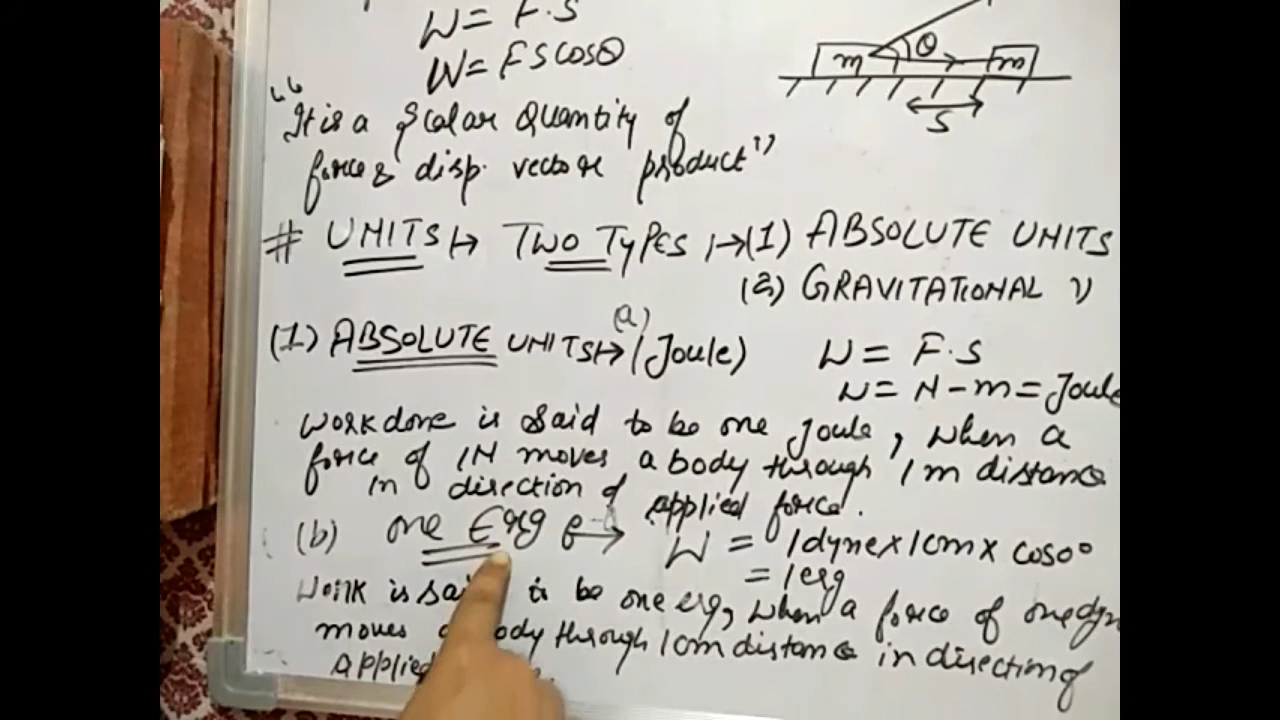 W = F.S
W = FS cosθ
m θ m
S
"It is a Scalar Quantity of
force & disp. vector product"
# UNITS ↦ TWO TYPES ↦ (1) ABSOLUTE UNITS
(2) GRAVITATIONAL "
(1) ABSOLUTE UNITS ↦ (a) (Joule) W = F.S
W = N-m = Joule
Work done is said to be one Joule, when a
force of 1N moves a body through 1m distance
in direction of applied force.
(b) one Erg W = 1dyne × 1cm × cos0°
= 1erg
Work is to be one erg, when a force of one
moves body through 1cm distance in direction of